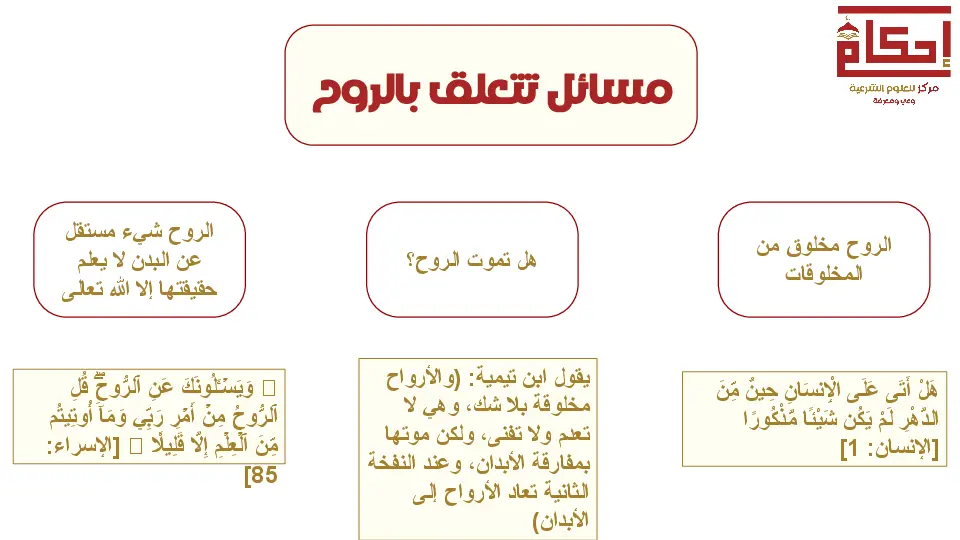 إحكام
مركز للعلوم الشرعية
وعي ومعرفة
مسائل تتعلق بالروح
الروح مخلوق من
المخلوقات
هَلْ أَتَى عَلَى الْإِنسَانِ حِينٌ مِّنَ
الدَّهْرِ لَمْ يَكُن شَيْئًا مَّذْكُورًا
[الإنسان: 1]
هل تموت الروح؟
يقول ابن تيمية: (والأرواح
مخلوقة بلا شك، وهي لا
تعدم ولا تفنى، ولكن موتها
بمفارقة الأبدان، وعند النفخة
الثانية تعاد الأرواح إلى
الأبدان)
الروح شيء مستقل
عن البدن لا يعلم
حقيقتها إلا الله تعالى
وَيَسۡـَٔلُونَكَ عَنِ ٱلرُّوحِۖ قُلِ
ٱلرُّوحُ مِنۡ أَمۡرِ رَبِّي وَمَآ أُوتِيتُم
مِّنَ ٱلۡعِلۡمِ إِلَّا قَلِيلٗا [الإسراء:
85]